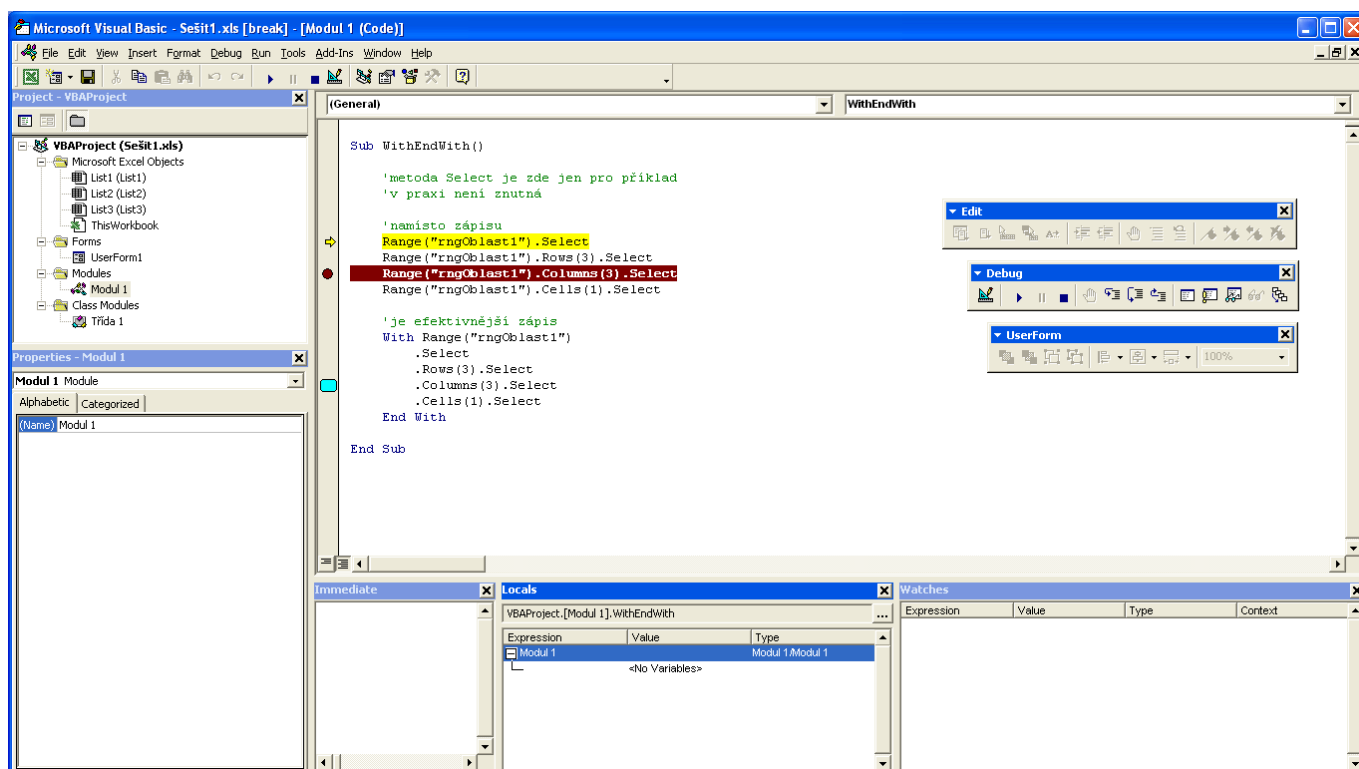 Microsoft Visual Basic - Sešit1.xls [break] - [Modul 1 (Code)]
File Edit View Insert Format Debug Run Tools Add-Ins Window Help
Project - VBAProject
VBAProject (Sešit1.xls)
Microsoft Excel Objects
List1 (List1)
List2 (List2)
List3 (List3)
ThisWorkbook
Forms
UserForm1
Modules
Modul 1
Class Modules
Třída 1
Properties - Modul 1
Modul 1 Module
Alphabetic Categorized
(Name) Modul 1
(General) WithEndWith
Sub WithEndWith()
'metoda Select je zde jen pro příklad
'v praxi není znutná
'namísto zápisu
Range("rngOblast1").Select
Range("rngOblast1").Rows(3).Select
Range("rngOblast1").Columns(3).Select
Range("rngOblast1").Cells(1).Select
'je efektivnější zápis
With Range("rngOblast1")
.Select
.Rows(3).Select
.Columns(3).Select
.Cells(1).Select
End With
End Sub
Edit
Debug
UserForm
100%
Immediate
Locals
VBAProject.[Modul 1].WithEndWith ...
Expression Value Type
Modul 1 Modul 1/Modul 1
<No Variables>
Watches
Expression Value Type Context